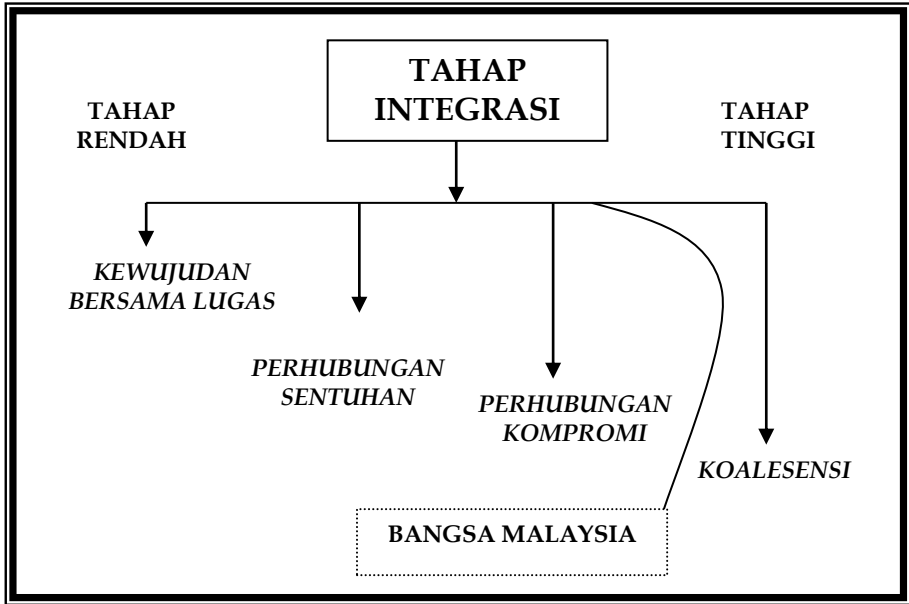 TAHAP
INTEGRASI
TAHAP
RENDAH
TAHAP
TINGGI
KEWUJUDAN
BERSAMA LUGAS
PERHUBUNGAN
SENTUHAN
PERHUBUNGAN
KOMPROMI
KOALESENSI
BANGSA MALAYSIA